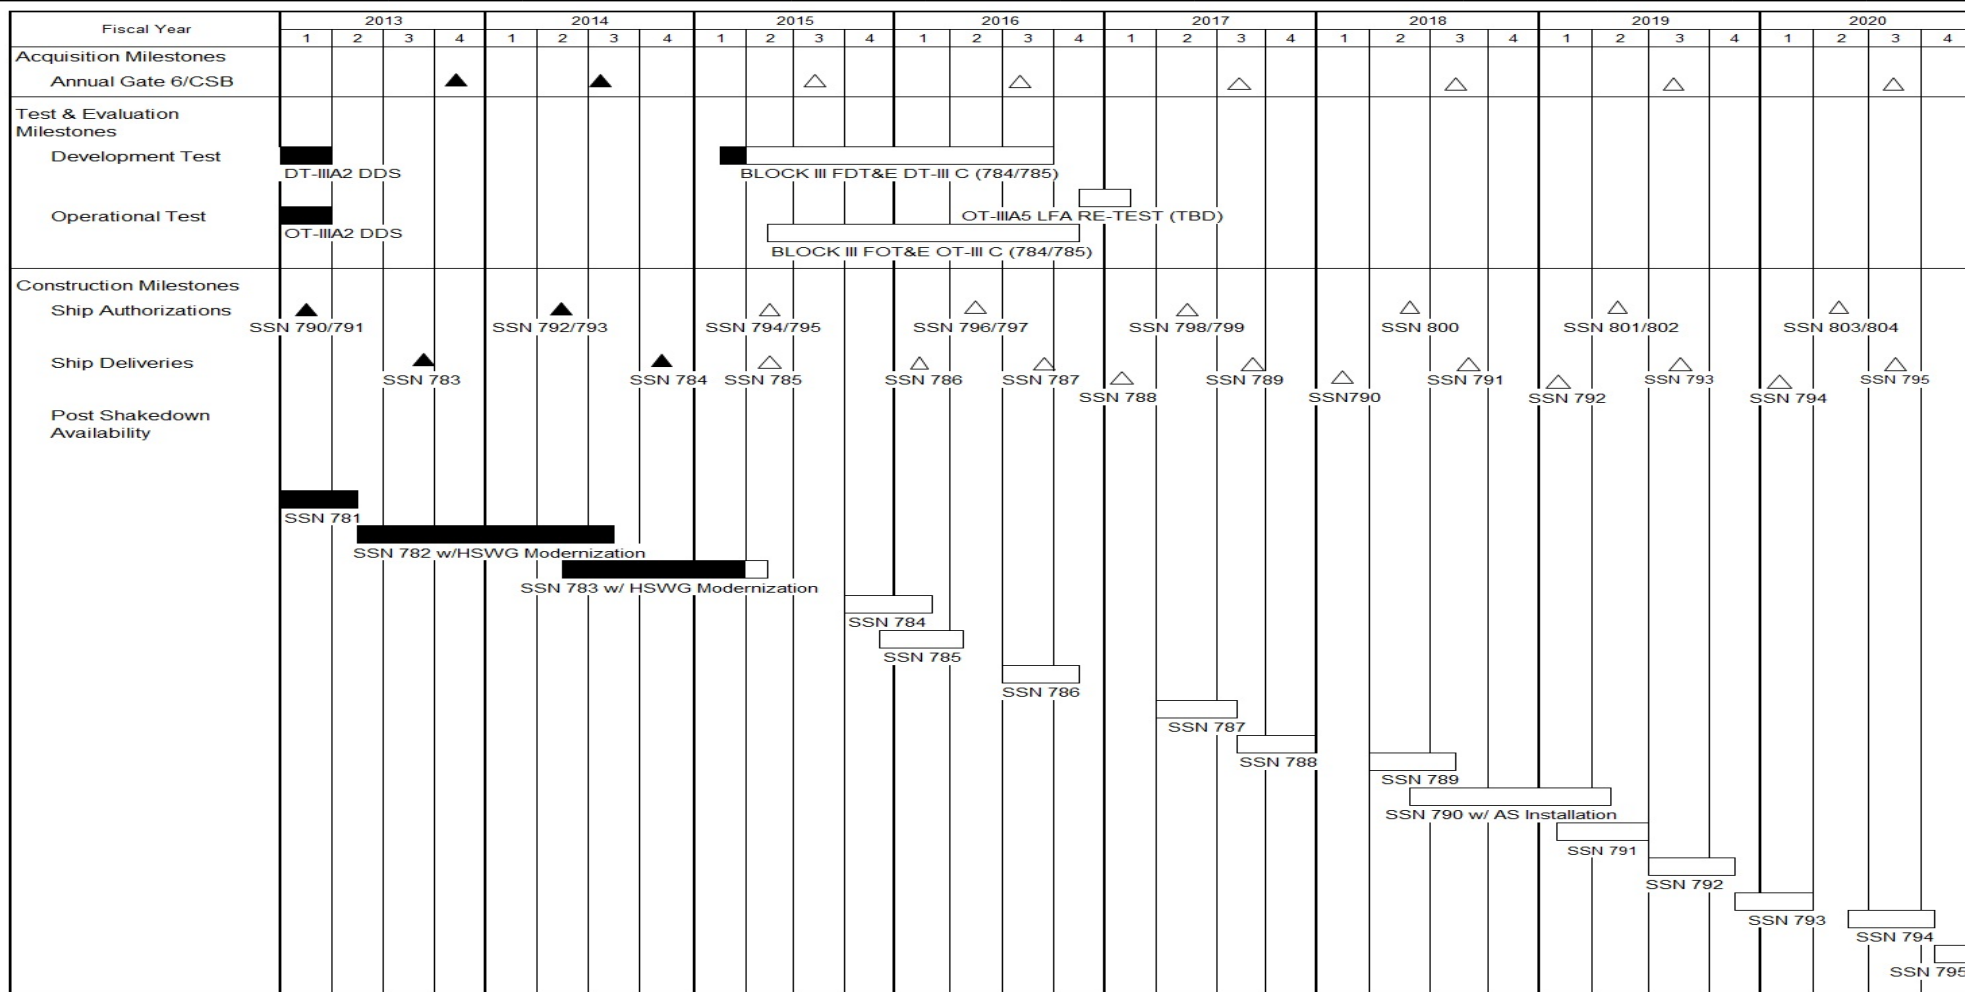 Fiscal Year 2013 2014 2015 2016 2017 2018 2019 2020
1 2 3 4 1 2 3 4 1 2 3 4 1 2 3 4 1 2 3 4 1 2 3 4 1 2 3 4 1 2 3 4
Acquisition Milestones
Annual Gate 6/CSB
Test & Evaluation
Milestones
Development Test
DT-IIIA2 DDS BLOCK III FDT&E DT-III C (784/785)
Operational Test OT-IIIA5 LFA RE-TEST (TBD)
OT-IIIA2 DDS
BLOCK III FOT&E OT-III C (784/785)
Construction Milestones
Ship Authorizations
SSN 790/791 SSN 792/793 SSN 794/795 SSN 796/797 SSN 798/799 SSN 800 SSN 801/802 SSN 803/804
Ship Deliveries
SSN 783 SSN 784 SSN 785 SSN 786 SSN 787 SSN 789 SSN 791 SSN 793 SSN 795
SSN 788 SSN790 SSN 792 SSN 794
Post Shakedown
Availability
SSN 781
SSN 782 w/HSWG Modernization
SSN 783 w/ HSWG Modernization
SSN 784
SSN 785
SSN 786
SSN 787
SSN 788
SSN 789
SSN 790 w/ AS Installation
SSN 791
SSN 792
SSN 793
SSN 794
SSN 795